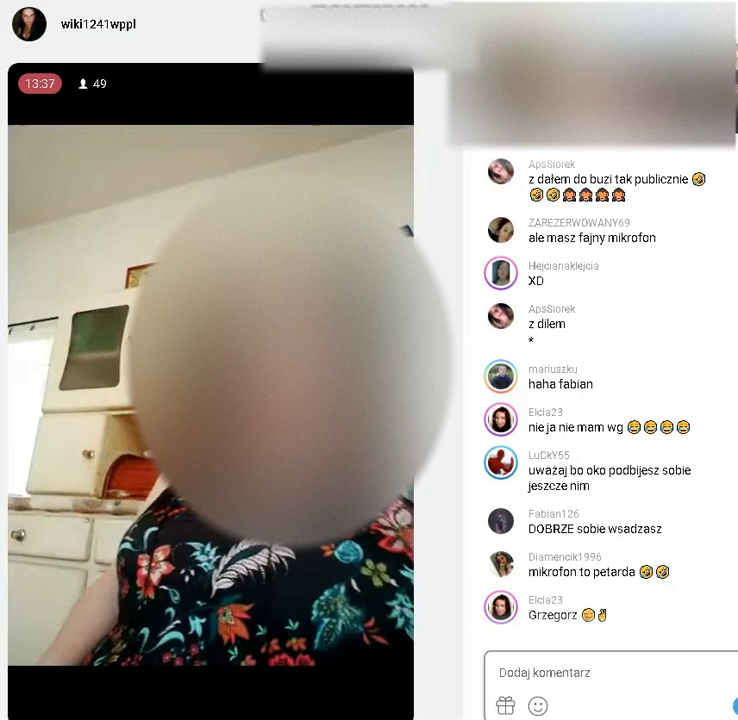 wiki1241wppl
13:37
49
ApsSiorek
z dałem do buzi tak publicznie 🤣
🤣🤣🙊🙊🙊🙊
ZAREZERWOWANY69
ale masz fajny mikrofon
Hejcianaklejcia
XD
ApsSiorek
z dilem
*
mariuszku
haha fabian
Elcia23
nie ja nie mam wg 😂😂😂😂
LuCkY55
uważaj bo oko podbijesz sobie
jeszcze nim
Fabian126
DOBRZE sobie wsadzasz
Diamencik1996
mikrofon to petarda 🤣🤣
Elcia23
Grzegorz 😊✌
Dodaj komentarz